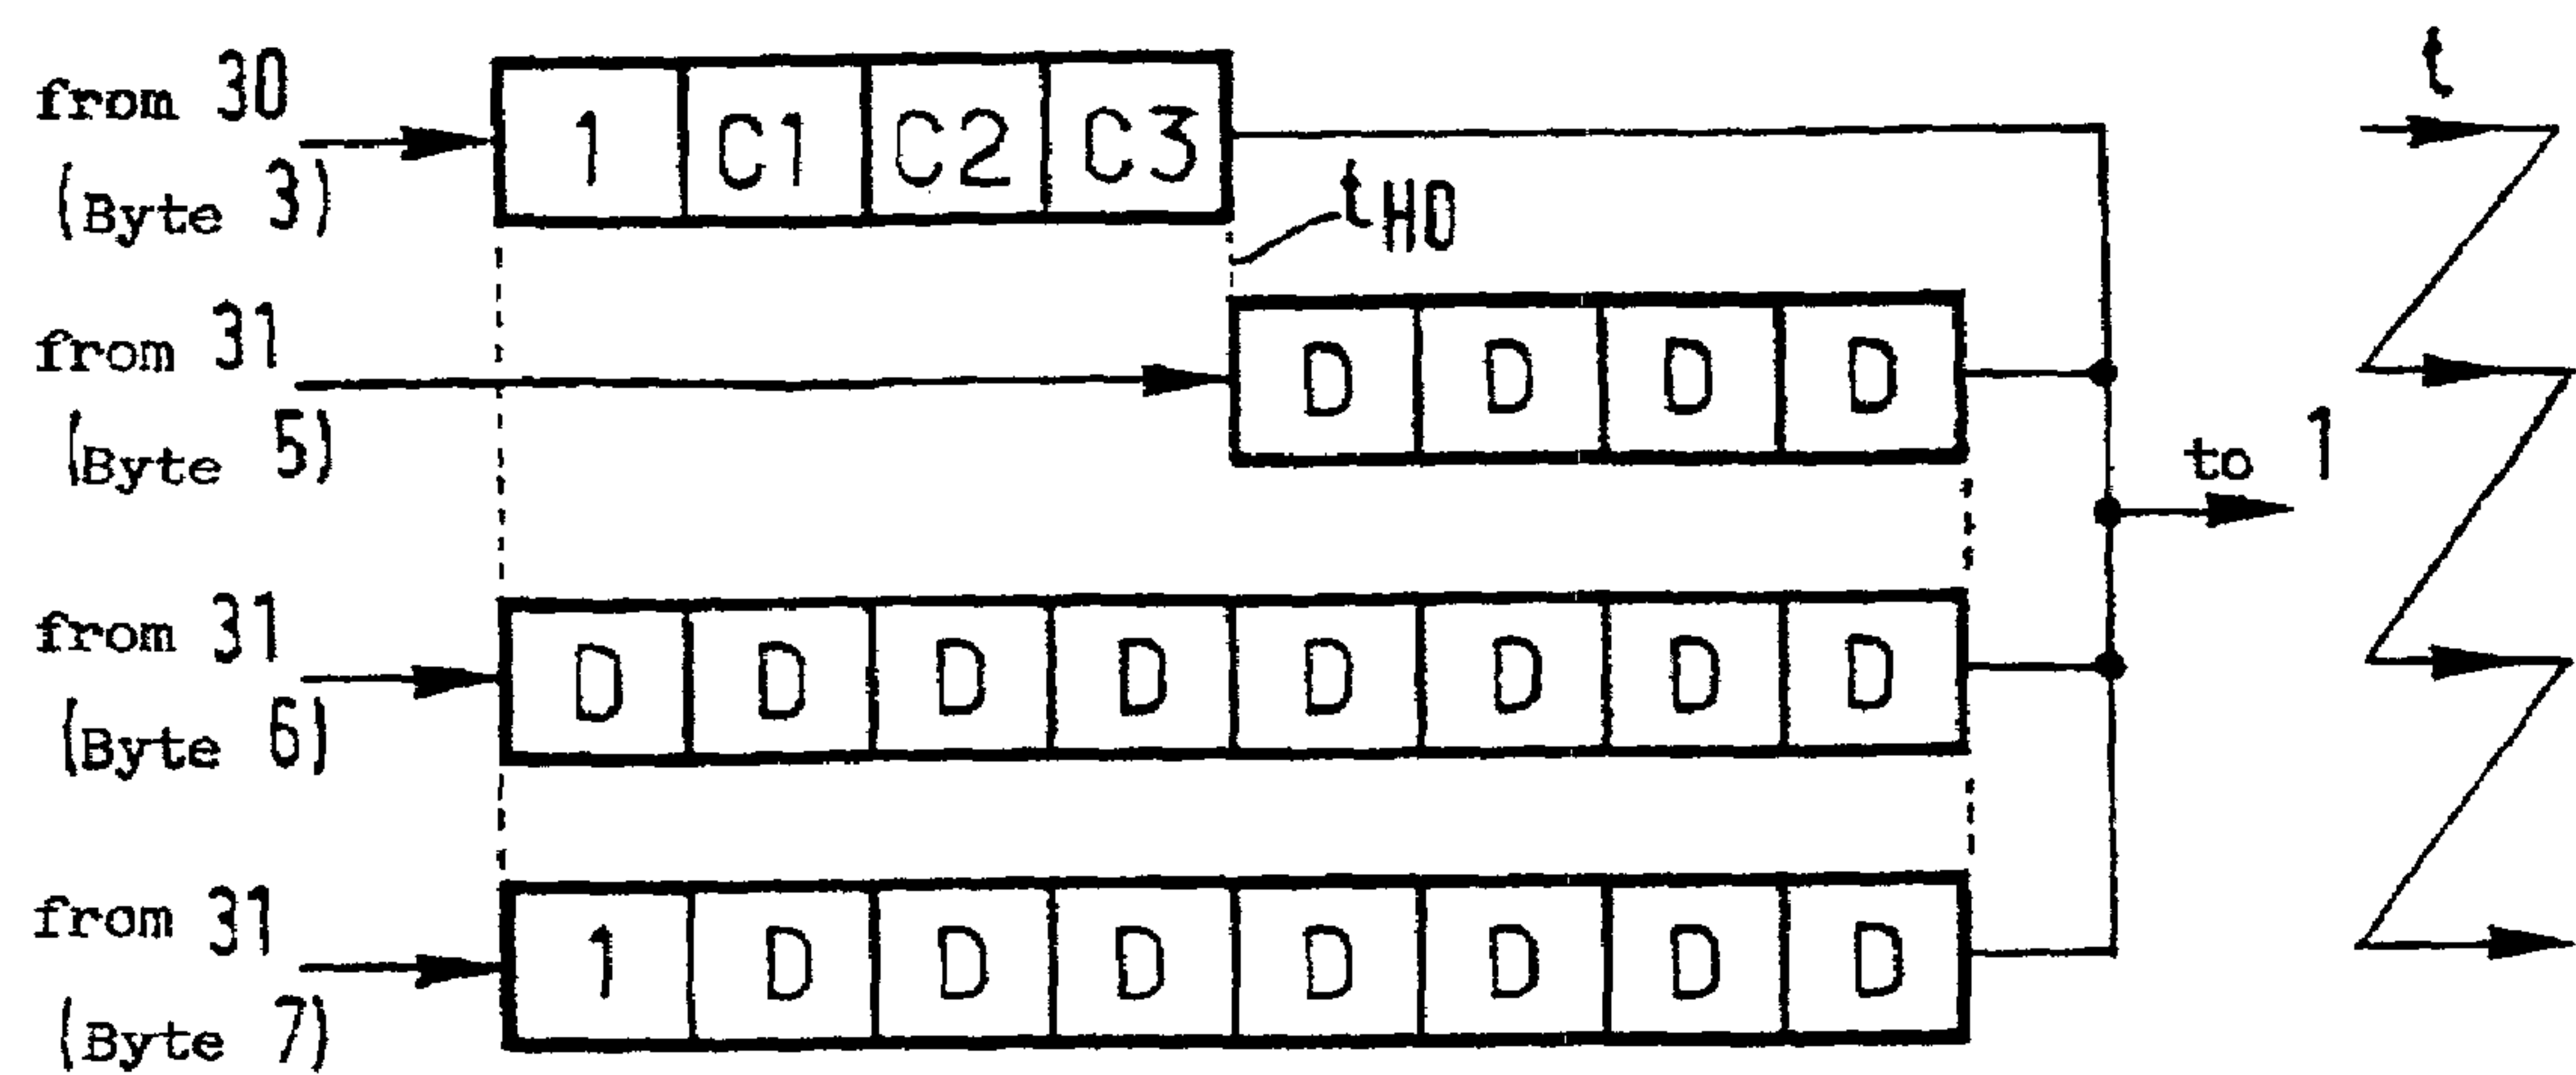 from 30
(Byte 3)
1 C1 C2 C3
t
tHO
from 31
(Byte 5)
D D D D
to 1
from 31
(Byte 6)
D D D D D D D D
from 31
(Byte 7)
1 D D D D D D D